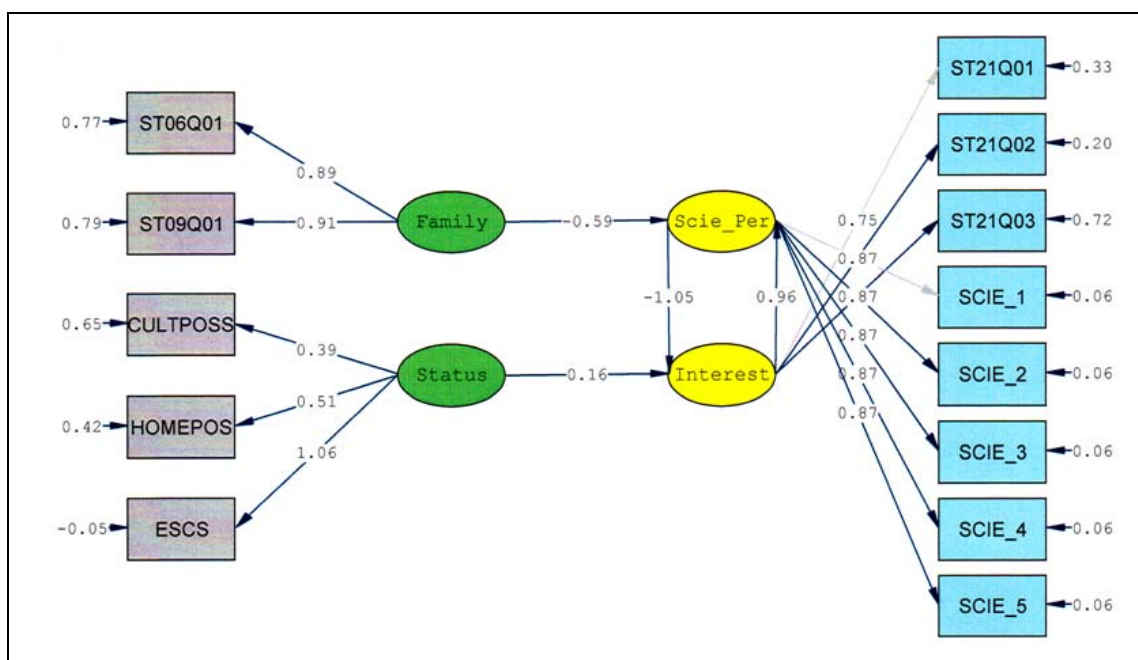 0.77 ST06Q01
0.79 ST09Q01
0.65 CULTPOSS
0.42 HOMEPOS
-0.05 ESCS
0.89
0.91
0.39
0.51
1.06
Family
Status
-0.59
0.16
Scie_Per
Interest
-1.05
0.96
0.75
0.87
0.87
0.87
0.87
0.87
ST21Q01 0.33
ST21Q02 0.20
ST21Q03 0.72
SCIE_1 0.06
SCIE_2 0.06
SCIE_3 0.06
SCIE_4 0.06
SCIE_5 0.06